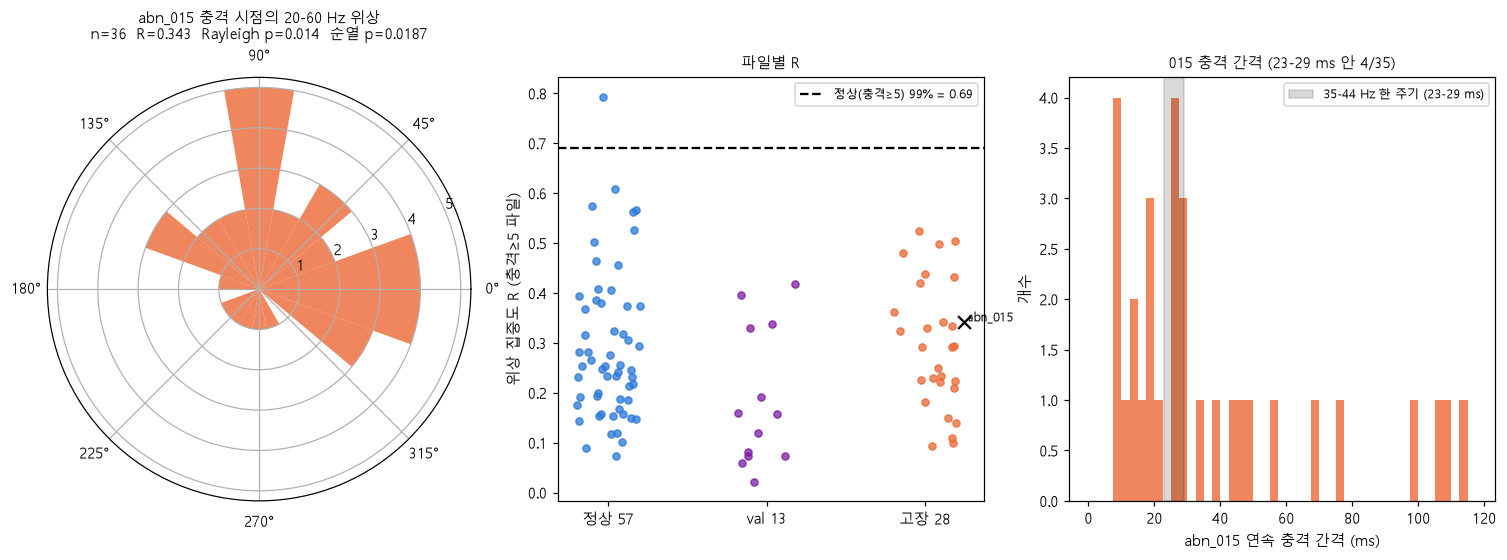 abn_015 충격 시점의 20-60 Hz 위상
n=36 R=0.343 Rayleigh p=0.014 순열 p=0.0187
90°
135°
45°
180°
0°
225°
315°
270°
1
2
3
4
5
파일별 R
정상(충격≥5) 99% = 0.69
위상 집중도 R (충격≥5 파일)
0.8
0.7
0.6
0.5
0.4
0.3
0.2
0.1
0.0
abn_015
정상 57
val 13
고장 28
015 충격 간격 (23-29 ms 안 4/35)
35-44 Hz 한 주기 (23-29 ms)
개수
4.0
3.5
3.0
2.5
2.0
1.5
1.0
0.5
0.0
0
20
40
60
80
100
120
abn_015 연속 충격 간격 (ms)